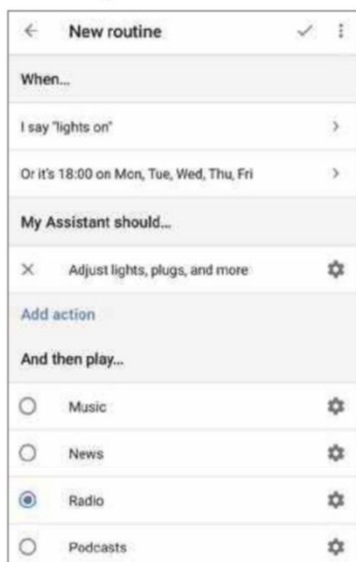 New routine
When...
I say "lights on"
Or it's 18:00 on Mon, Tue, Wed, Thu, Fri
My Assistant should...
Adjust lights, plugs, and more
Add action
And then play...
Music
News
Radio
Podcasts